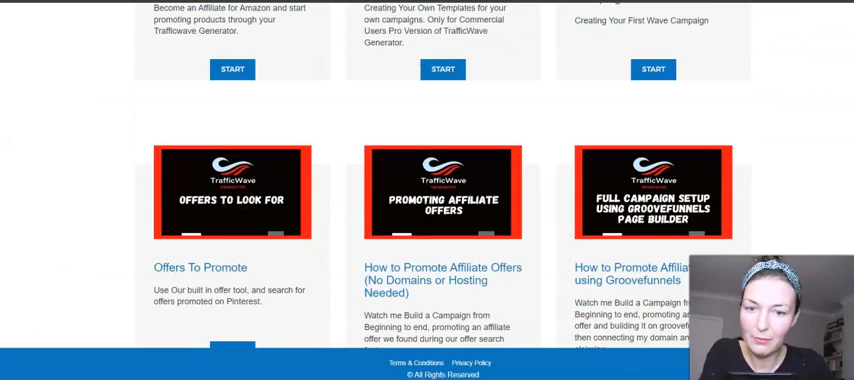 Become an Affiliate for Amazon and start
promoting products through your
Trafficwave Generator.
START
Creating Your Own Templates for your
own campaigns. Only for Commercial
Users Pro Version of TrafficWave
Generator.
START
Creating Your First Wave Campaign
START
TrafficWave
GENERATOR
OFFERS TO LOOK FOR
Offers To Promote
Use Our built in offer tool, and search for
offers promoted on Pinterest.
TrafficWave
GENERATOR
PROMOTING AFFILIATE
OFFERS
How to Promote Affiliate Offers
(No Domains or Hosting
Needed)
Watch me Build a Campaign from
Beginning to end, promoting an affiliate
offer we found during our offer search
TrafficWave
GENERATOR
FULL CAMPAIGN SETUP
USING GROOVEFUNNELS
PAGE BUILDER
How to Promote
using Groovefunnels
Watch me Build a Campaign
Beginning to end, promoting an
offer and building it on
then connecting my domain
Terms & Conditions Privacy Policy
© All Rights Reserved